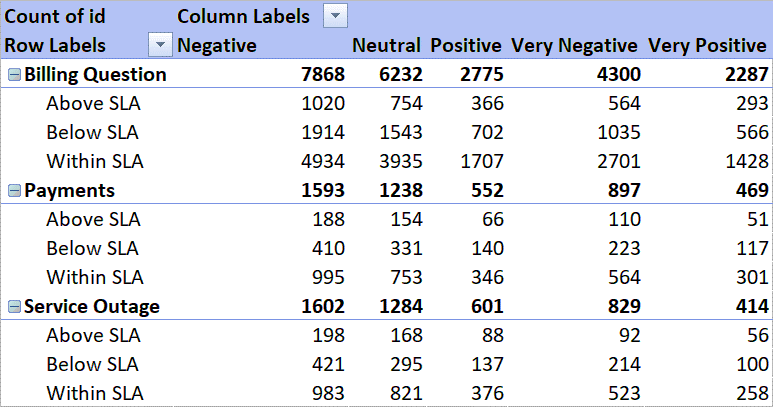 Count of id Column Labels
Row Labels Negative Neutral Positive Very Negative Very Positive
Billing Question 7868 6232 2775 4300 2287
Above SLA 1020 754 366 564 293
Below SLA 1914 1543 702 1035 566
Within SLA 4934 3935 1707 2701 1428
Payments 1593 1238 552 897 469
Above SLA 188 154 66 110 51
Below SLA 410 331 140 223 117
Within SLA 995 753 346 564 301
Service Outage 1602 1284 601 829 414
Above SLA 198 168 88 92 56
Below SLA 421 295 137 214 100
Within SLA 983 821 376 523 258